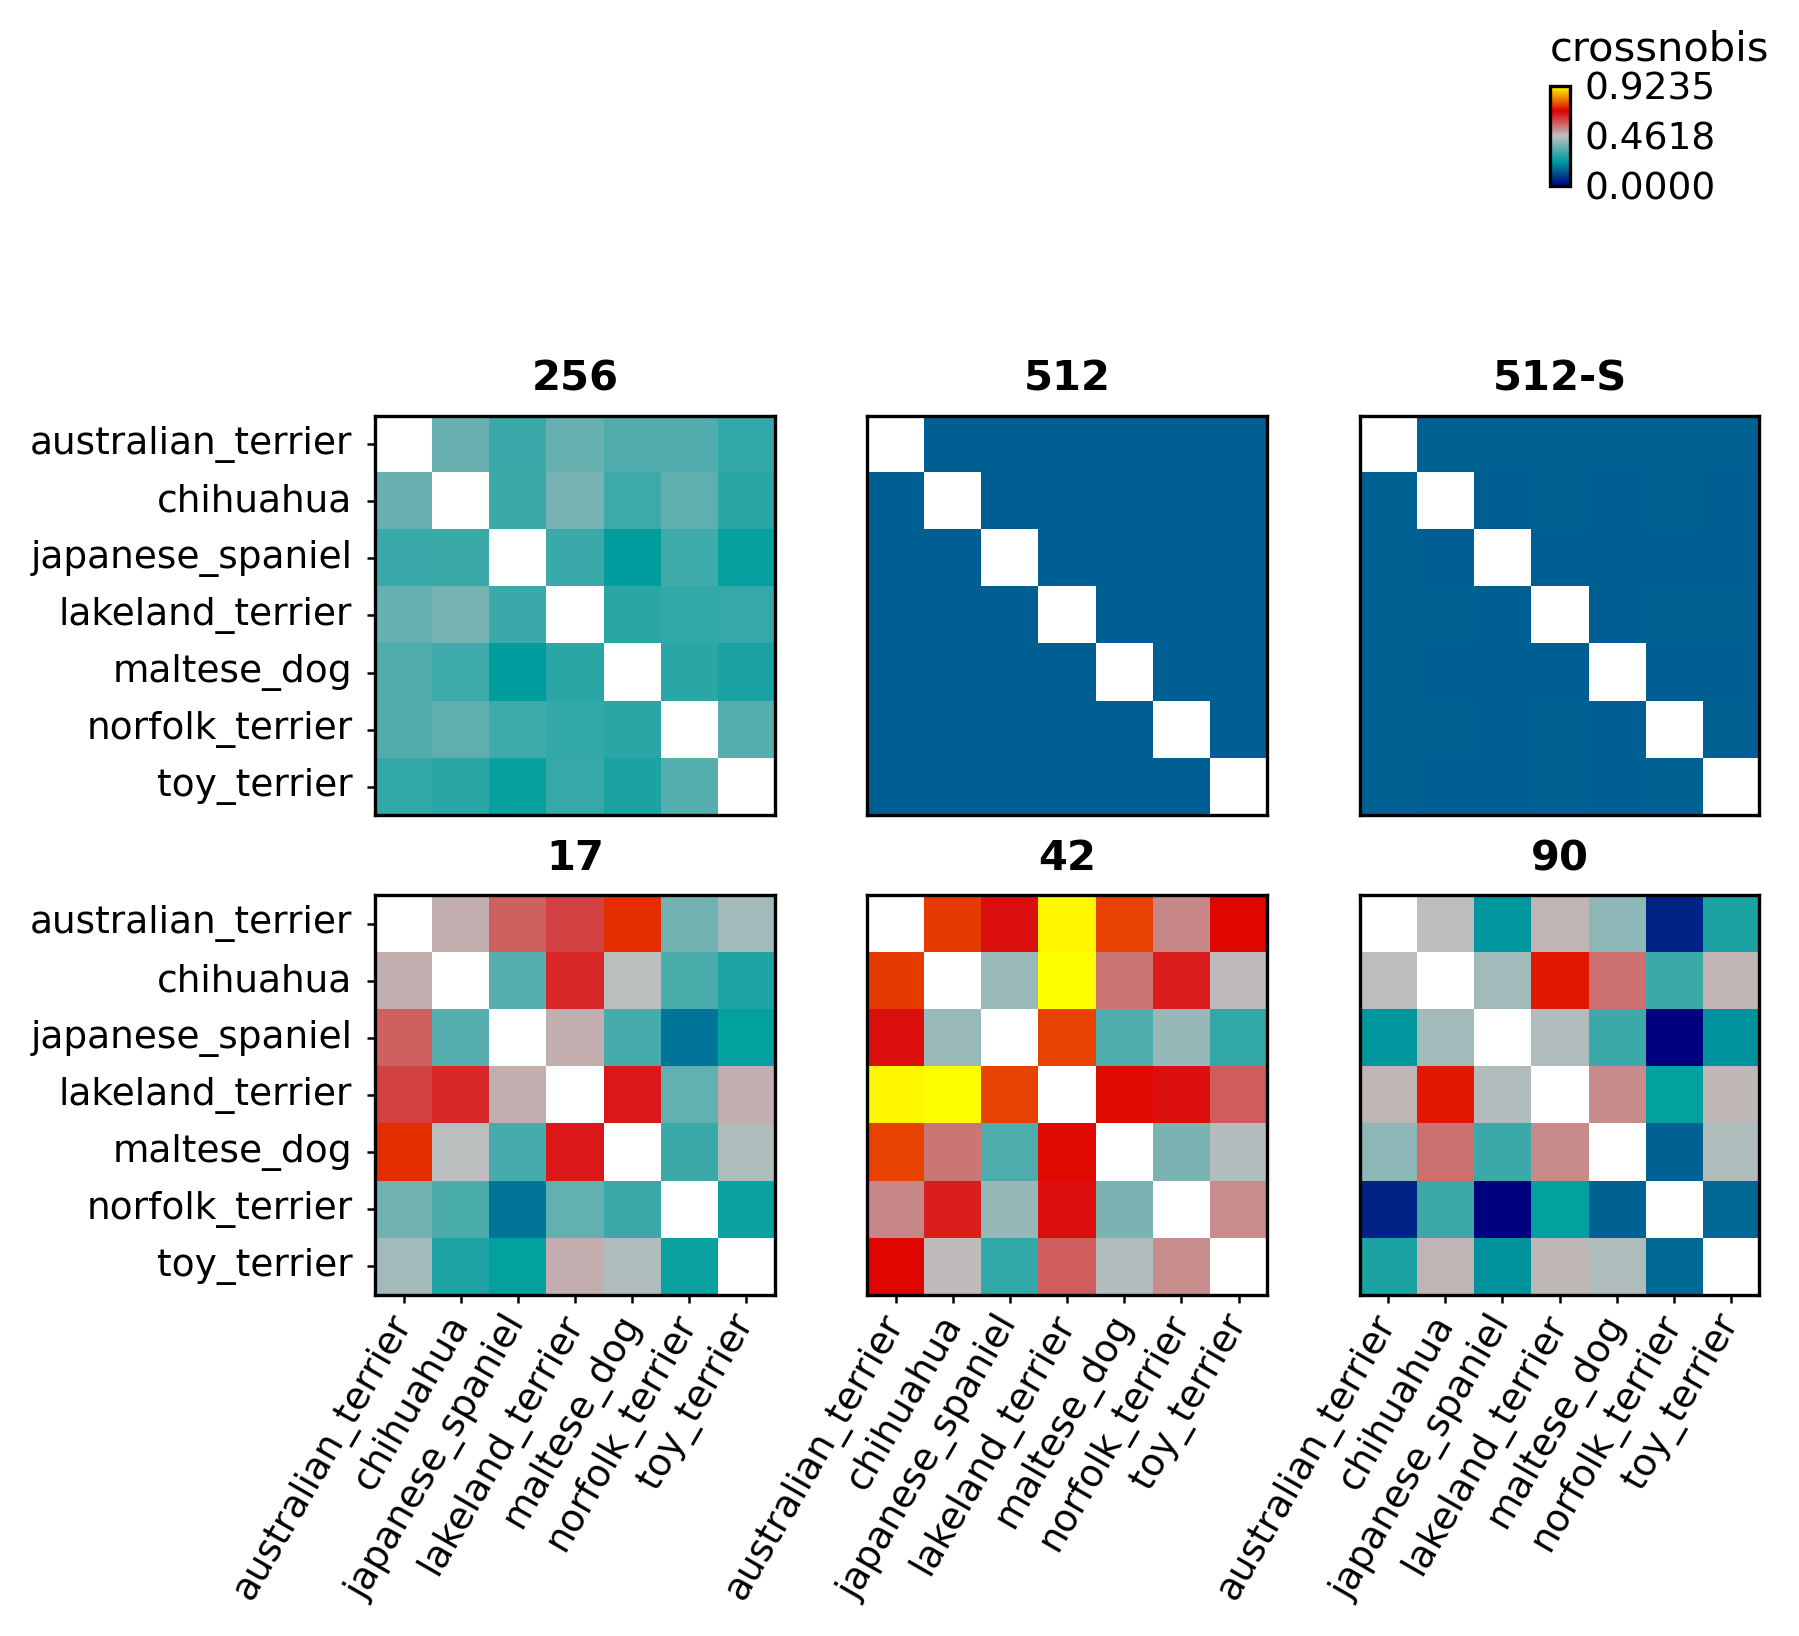 crossnobis
0.9235
0.4618
0.0000
256
512
512-S
australian_terrier
chihuahua
japanese_spaniel
lakeland_terrier
maltese_dog
norfolk_terrier
toy_terrier
17
42
90
australian_terrier
chihuahua
japanese_spaniel
lakeland_terrier
maltese_dog
norfolk_terrier
toy_terrier
australian_terrier
chihuahua
japanese_spaniel
lakeland_terrier
maltese_dog
norfolk_terrier
toy_terrier
australian_terrier
chihuahua
japanese_spaniel
lakeland_terrier
maltese_dog
norfolk_terrier
toy_terrier
australian_terrier
chihuahua
japanese_spaniel
lakeland_terrier
maltese_dog
norfolk_terrier
toy_terrier